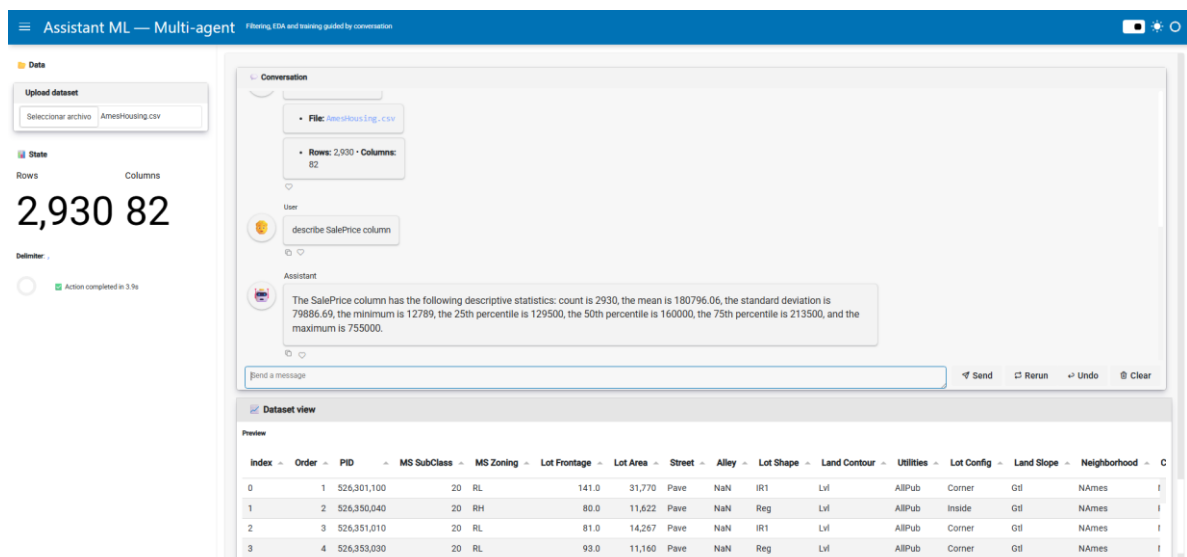 Assistant ML — Multi-agent Filtering, EDA and training guided by conversation
Data
Upload dataset
Seleccionar archivo AmesHousing.csv
State
Rows Columns
2,930 82
Delimiter: ,
Action completed in 3.9s
Conversation
• File: AmesHousing.csv
• Rows: 2,930 • Columns:
82
User
describe SalePrice column
Assistant
The SalePrice column has the following descriptive statistics: count is 2930, the mean is 180796.06, the standard deviation is
79886.69, the minimum is 12789, the 25th percentile is 129500, the 50th percentile is 160000, the 75th percentile is 213500, and the
maximum is 755000.
Send a message
Send Rerun Undo Clear
Dataset view
Preview
index Order PID MS SubClass MS Zoning Lot Frontage Lot Area Street Alley Lot Shape Land Contour Utilities Lot Config Land Slope Neighborhood C
0 1 526,301,100 20 RL 141.0 31,770 Pave NaN IR1 Lvl AllPub Corner Gtl NAmes
1 2 526,350,040 20 RH 80.0 11,622 Pave NaN Reg Lvl AllPub Inside Gtl NAmes
2 3 526,351,010 20 RL 81.0 14,267 Pave NaN IR1 Lvl AllPub Corner Gtl NAmes
3 4 526,353,030 20 RL 93.0 11,160 Pave NaN Reg Lvl AllPub Corner Gtl NAmes